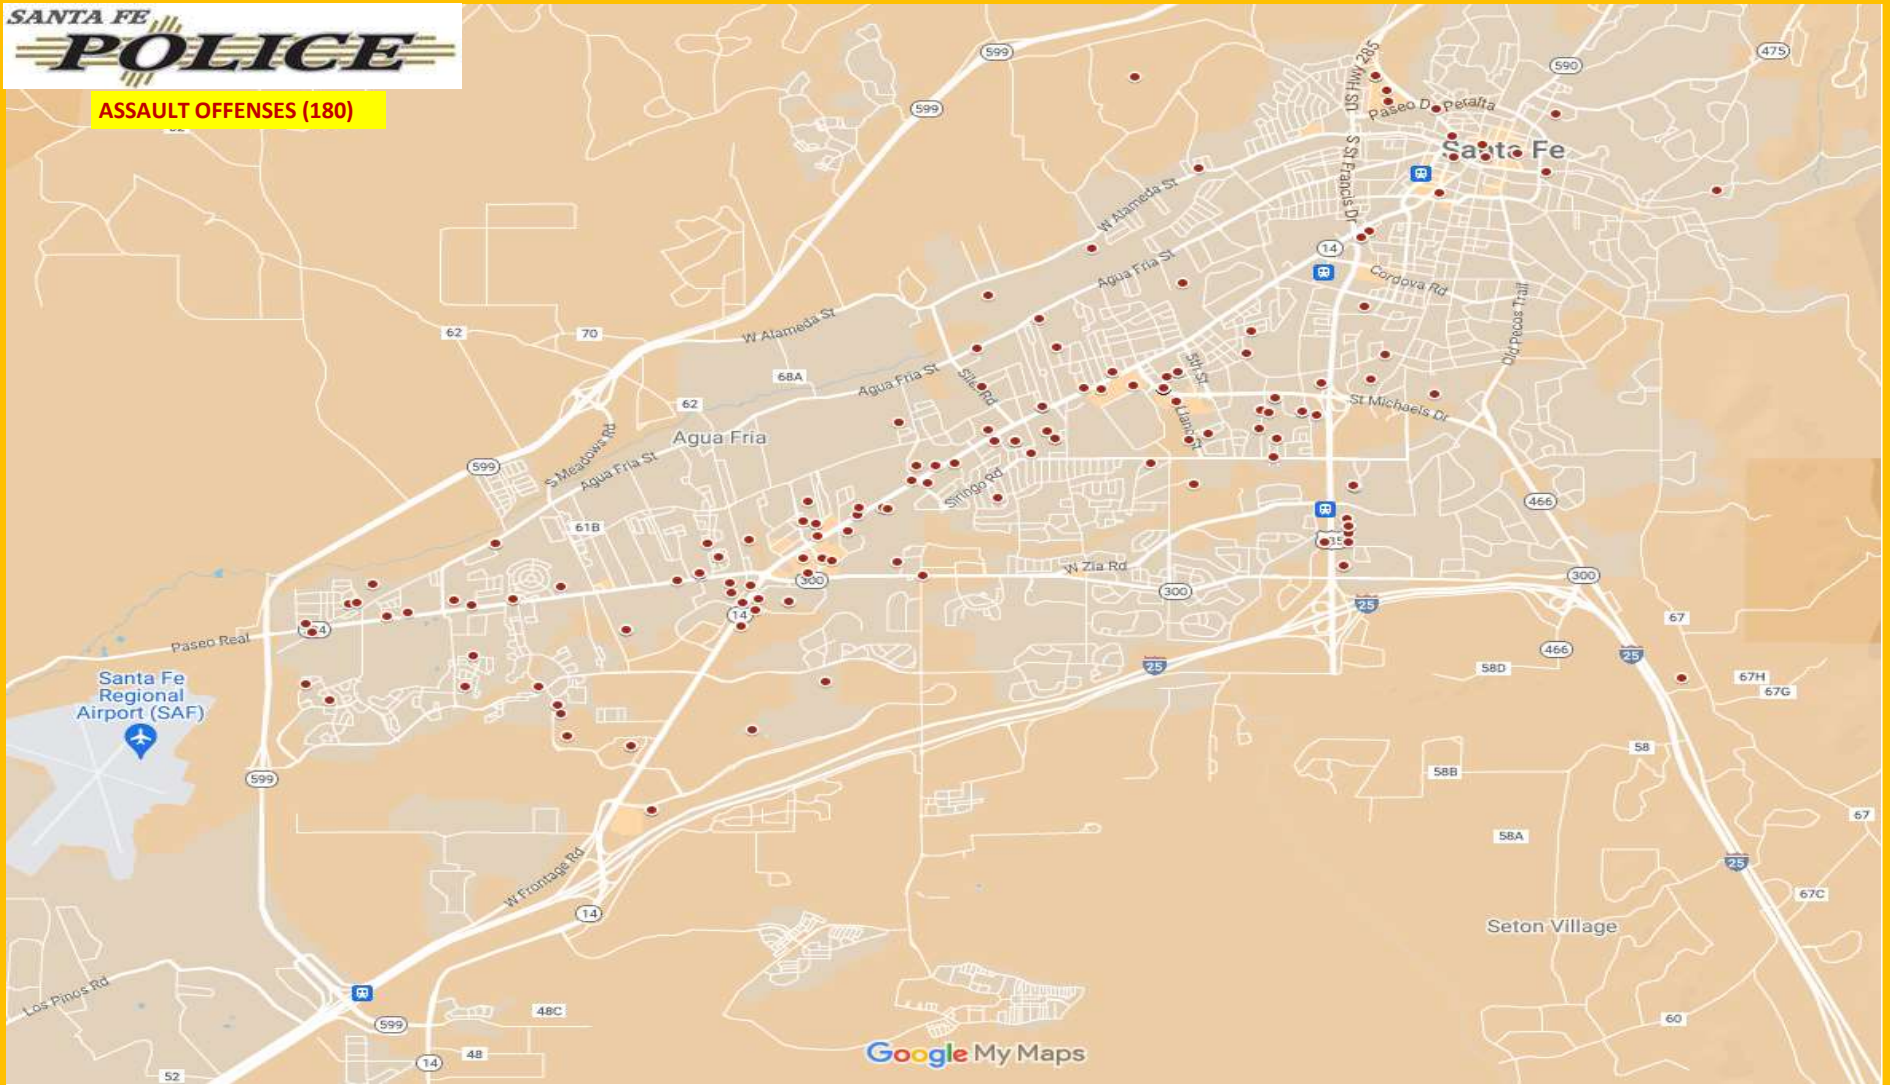 SANTA FE
POLICE
ASSAULT OFFENSES (180)
599
475
590
US Hwy 285
599
Paseo De Peralta
Santa Fe
S St Francis Dr
W Alameda St
14
Agua Fria St
Cordova Rd
Old Pecos Trail
62
70
W Alameda St
68A
Agua Fria St
5th St
62
Siler Rd
St Michaels Dr
Llano St
Agua Fria
S Meadows Rd
Agua Fria St
599
Siringo Rd
466
61B
W Zia Rd
300
300
300
25
14
67
Paseo Real
466
25
25
58D
67H
67G
Santa Fe
Regional
Airport (SAF)
58
599
58B
67
58A
25
W Frontage Rd
67C
14
Seton Village
Los Pinos Rd
48C
60
599
48
14
52
Google My Maps